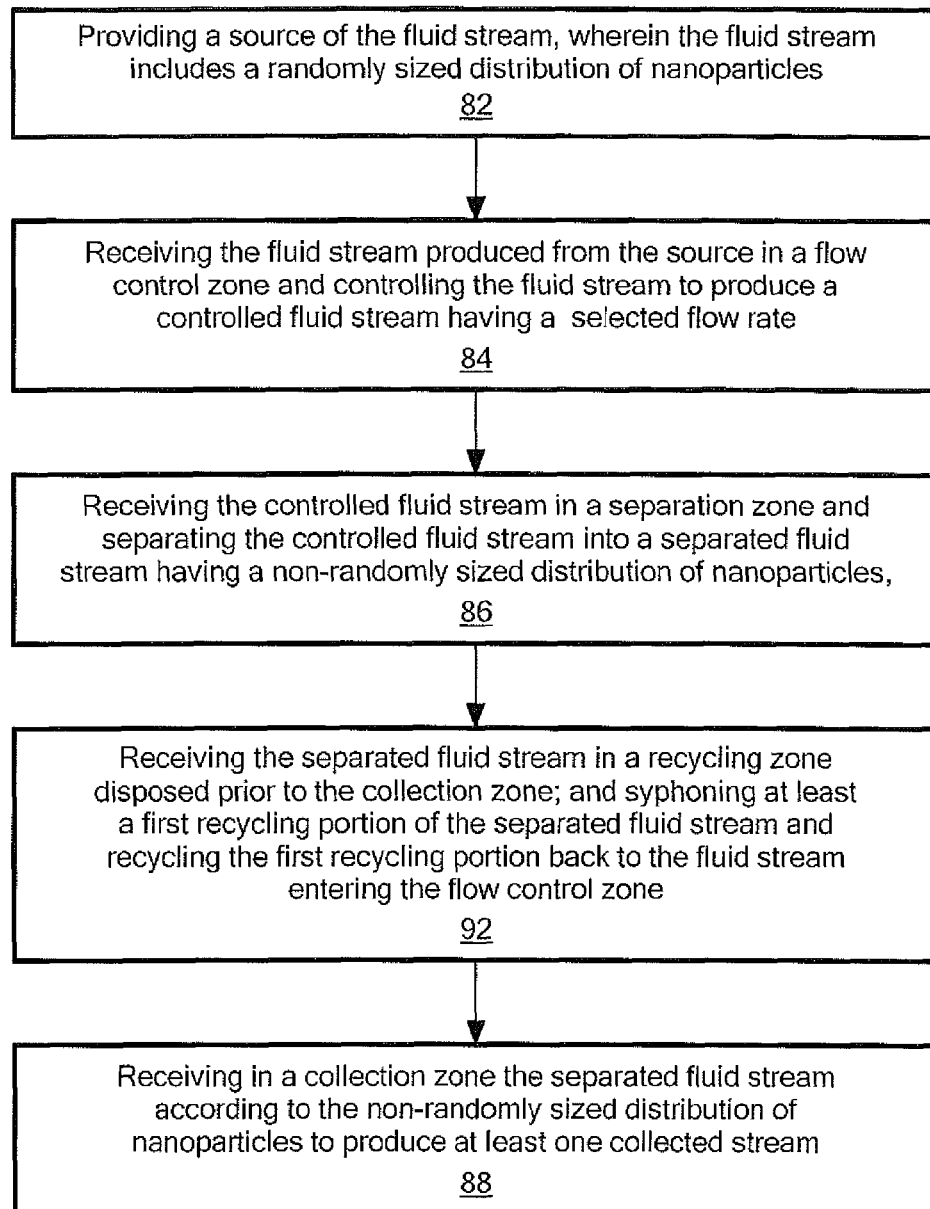 Providing a source of the fluid stream, wherein the fluid stream
includes a randomly sized distribution of nanoparticles
82
Receiving the fluid stream produced from the source in a flow
control zone and controlling the fluid stream to produce a
controlled fluid stream having a selected flow rate
84
Receiving the controlled fluid stream in a separation zone and
separating the controlled fluid stream into a separated fluid
stream having a non-randomly sized distribution of nanoparticles,
86
Receiving the separated fluid stream in a recycling zone
disposed prior to the collection zone; and syphoning at least
a first recycling portion of the separated fluid stream and
recycling the first recycling portion back to the fluid stream
entering the flow control zone
92
Receiving in a collection zone the separated fluid stream
according to the non-randomly sized distribution of
nanoparticles to produce at least one collected stream
88